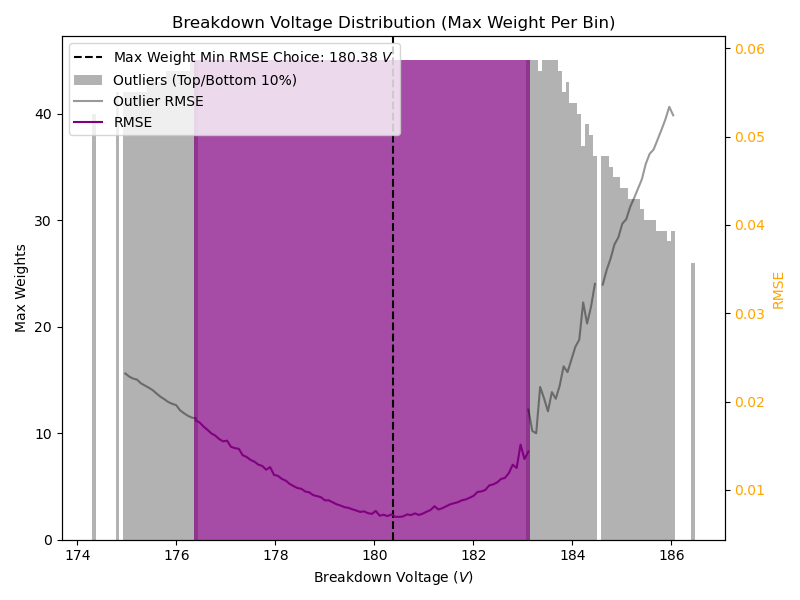 Breakdown Voltage Distribution (Max Weight Per Bin)
Max Weight Min RMSE Choice: 180.38 V
Outliers (Top/Bottom 10%)
Outlier RMSE
RMSE
40
30
20
10
0
Max Weights
0.06
0.05
0.04
0.03
0.02
0.01
RMSE
174 176 178 180 182 184 186
Breakdown Voltage (V)